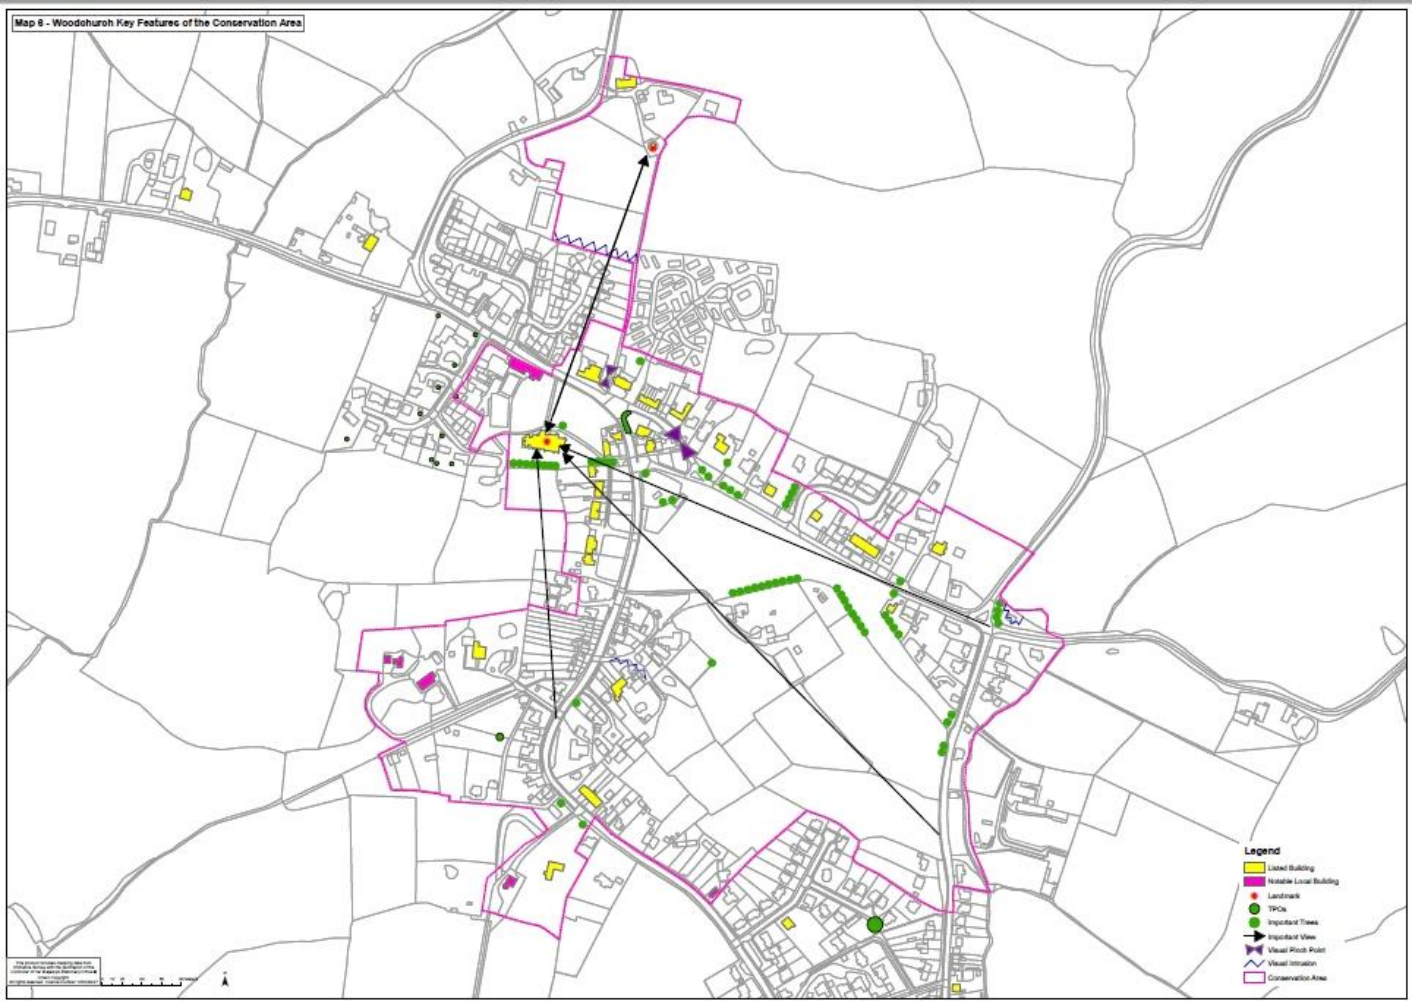 Map 6 - Woodchurch Key Features of the Conservation Area
Legend
Listed Building
Notable Local Building
Landmark
TPOs
Important Trees
Important View
Visual Pinch Point
Visual Intrusion
Conservation Area